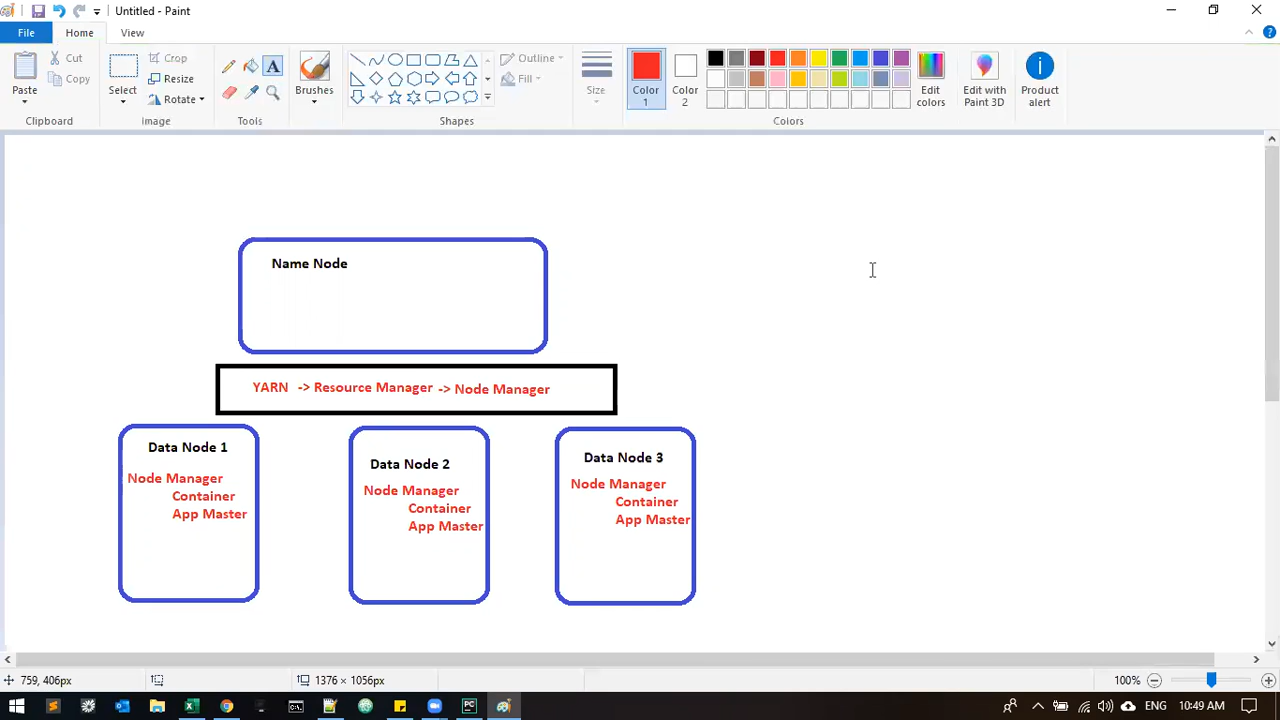 Untitled - Paint
File
Home
View
Paste
Cut
Copy
Clipboard
Select
Crop
Resize
Rotate
Image
A
Tools
Brushes
Shapes
Outline
Fill
Size
Color 1
Color 2
Edit colors
Colors
Edit with Paint 3D
Product alert
Name Node
YARN -> Resource Manager -> Node Manager
Data Node 1
Node Manager
Container
App Master
Data Node 2
Node Manager
Container
App Master
Data Node 3
Node Manager
Container
App Master
759, 406px
1376 × 1056px
100%
ENG
10:49 AM